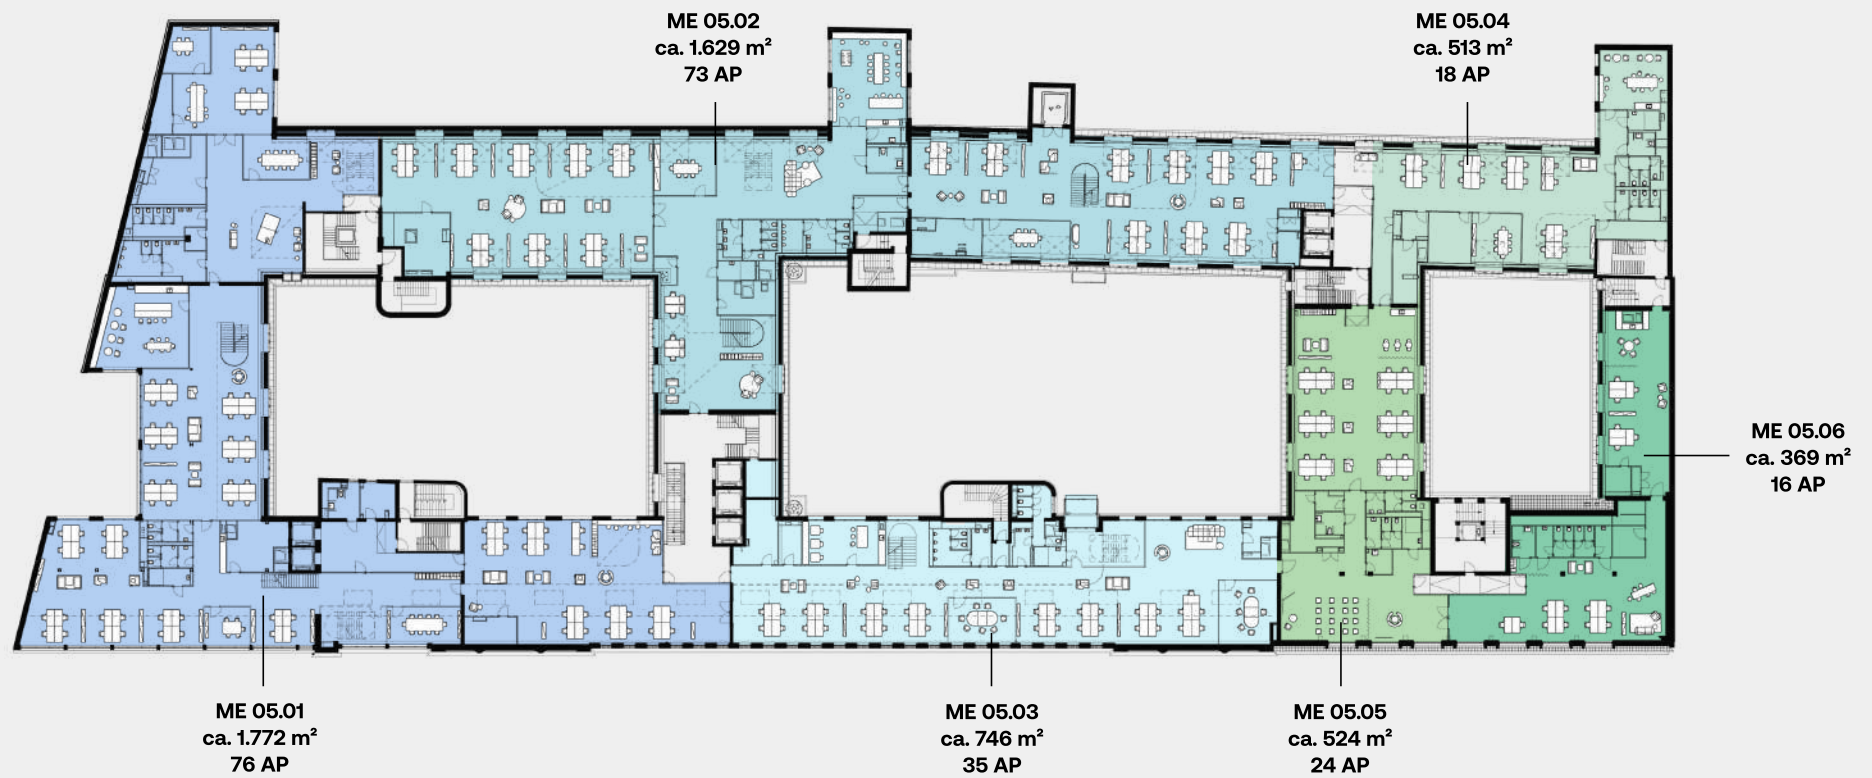 ME 05.02
ca. 1.629 m²
73 AP
ME 05.04
ca. 513 m²
18 AP
ME 05.06
ca. 369 m²
16 AP
ME 05.01
ca. 1.772 m²
76 AP
ME 05.03
ca. 746 m²
35 AP
ME 05.05
ca. 524 m²
24 AP